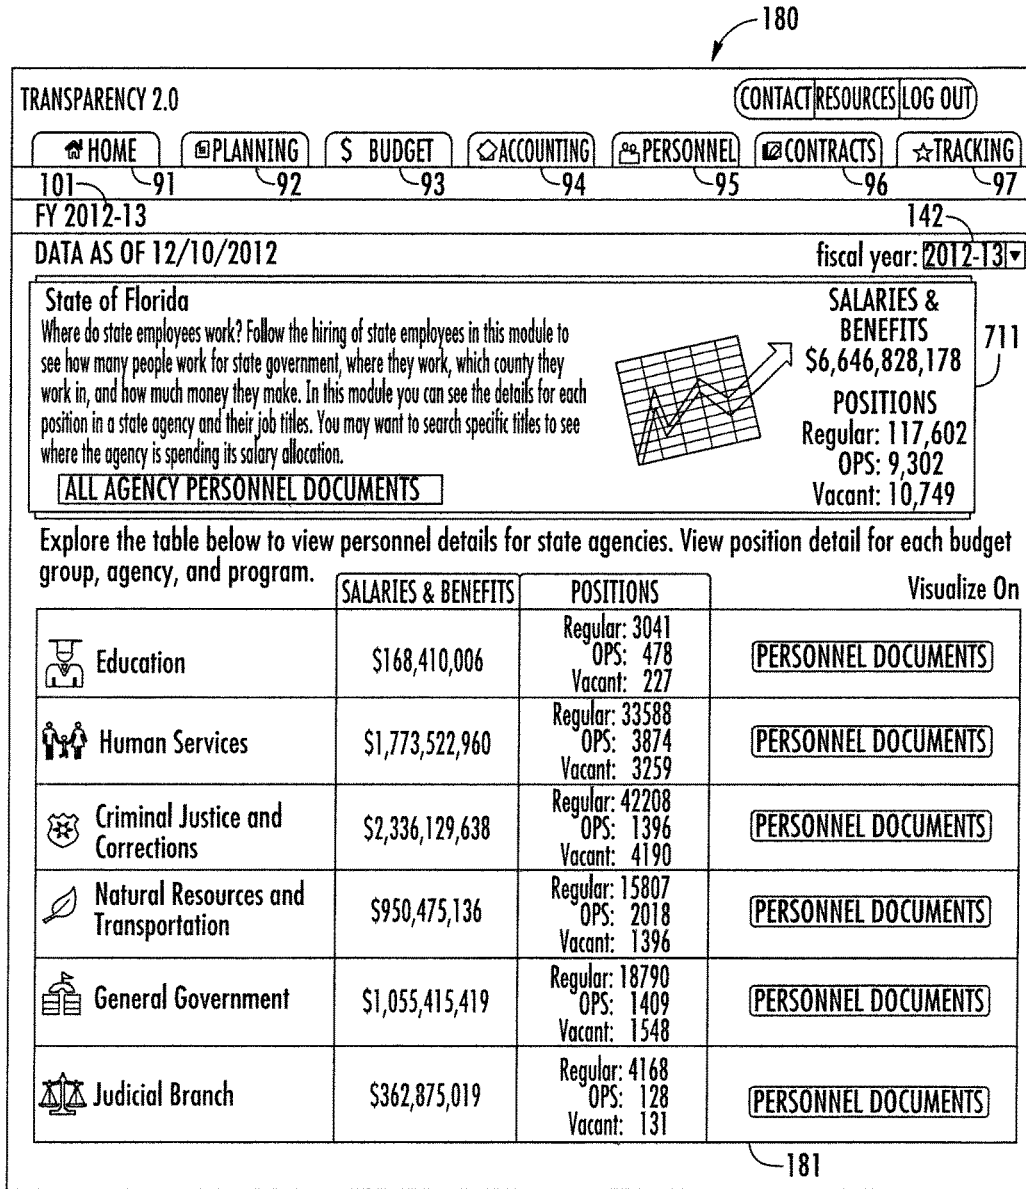 180
TRANSPARENCY 2.0
CONTACT RESOURCES LOG OUT
HOME PLANNING $ BUDGET ACCOUNTING PERSONNEL CONTRACTS TRACKING
101 91 92 93 94 95 96 97
FY 2012-13 142
DATA AS OF 12/10/2012 fiscal year: 2012-13
State of Florida
Where do state employees work? Follow the hiring of state employees in this module to
see how many people work for state government, where they work, which county they
work in, and how much money they make. In this module you can see the details for each
position in a state agency and their job titles. You may want to search specific titles to see
where the agency is spending its salary allocation.
ALL AGENCY PERSONNEL DOCUMENTS
SALARIES &
BENEFITS
$6,646,828,178
POSITIONS
Regular: 117,602
OPS: 9,302
Vacant: 10,749
711
Explore the table below to view personnel details for state agencies. View position detail for each budget
group, agency, and program.
SALARIES & BENEFITS POSITIONS Visualize On
Education $168,410,006
Regular: 3041
OPS: 478
Vacant: 227
PERSONNEL DOCUMENTS
Human Services $1,773,522,960
Regular: 33588
OPS: 3874
Vacant: 3259
PERSONNEL DOCUMENTS
Criminal Justice and
Corrections
$2,336,129,638
Regular: 42208
OPS: 1396
Vacant: 4190
PERSONNEL DOCUMENTS
Natural Resources and
Transportation
$950,475,136
Regular: 15807
OPS: 2018
Vacant: 1396
PERSONNEL DOCUMENTS
General Government $1,055,415,419
Regular: 18790
OPS: 1409
Vacant: 1548
PERSONNEL DOCUMENTS
Judicial Branch $362,875,019
Regular: 4168
OPS: 128
Vacant: 131
PERSONNEL DOCUMENTS
181